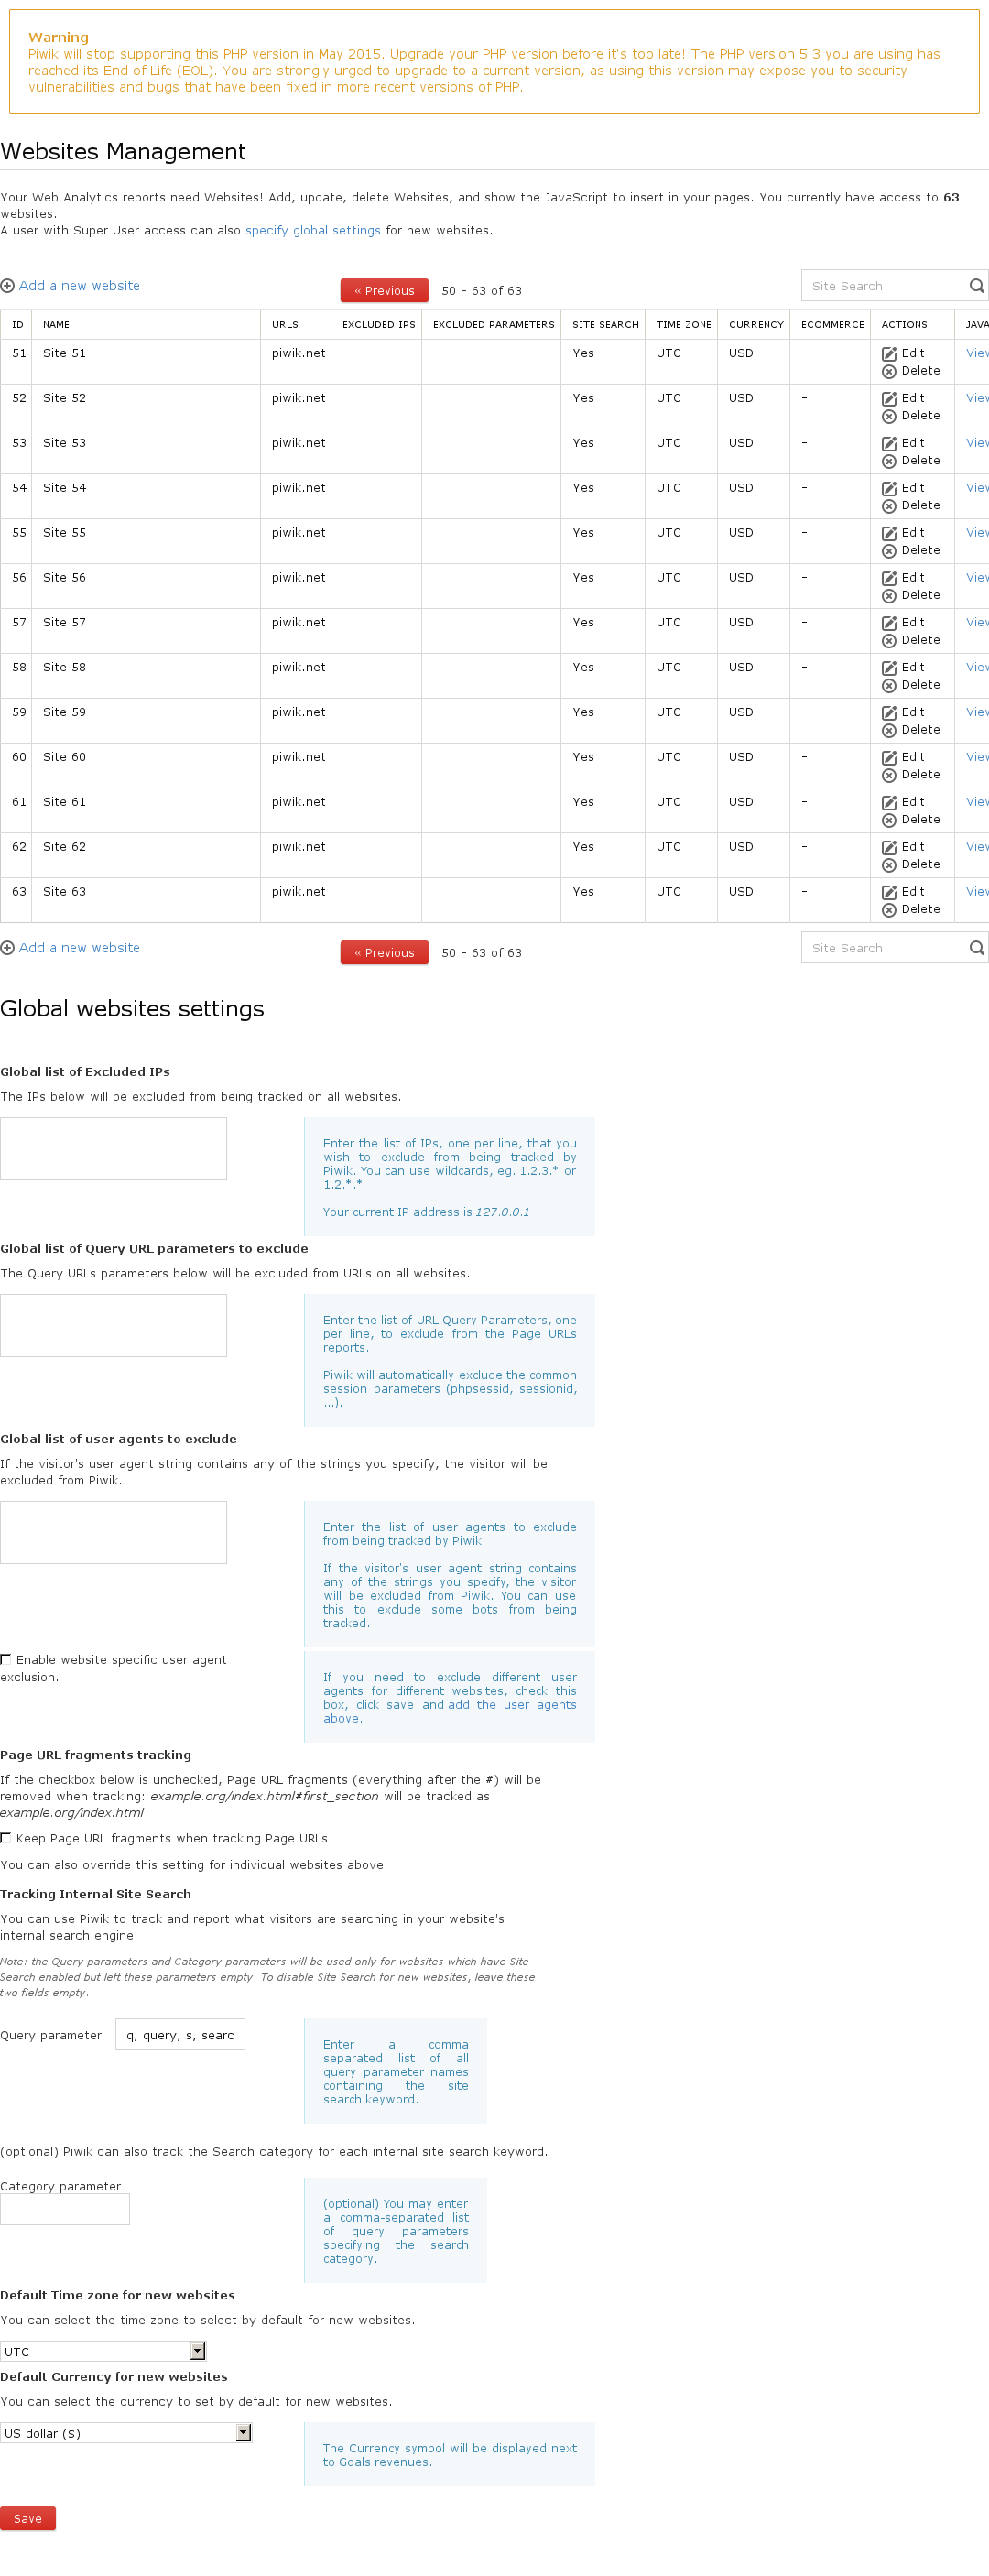 Warning
Piwik will stop supporting this PHP version in May 2015. Upgrade your PHP version before it's too late! The PHP version 5.3 you are using has
reached its End of Life (EOL). You are strongly urged to upgrade to a current version, as using this version may expose you to security
vulnerabilities and bugs that have been fixed in more recent versions of PHP.
Websites Management
Your Web Analytics reports need Websites! Add, update, delete Websites, and show the JavaScript to insert in your pages. You currently have access to 63
websites.
A user with Super User access can also specify global settings for new websites.
Add a new website « Previous 50 - 63 of 63 Site Search
ID NAME URLS EXCLUDED IPS EXCLUDED PARAMETERS SITE SEARCH TIME ZONE CURRENCY ECOMMERCE ACTIONS JAVA
51 Site 51 piwik.net Yes UTC USD - Edit View
Delete
52 Site 52 piwik.net Yes UTC USD - Edit View
Delete
53 Site 53 piwik.net Yes UTC USD - Edit View
Delete
54 Site 54 piwik.net Yes UTC USD - Edit View
Delete
55 Site 55 piwik.net Yes UTC USD - Edit View
Delete
56 Site 56 piwik.net Yes UTC USD - Edit View
Delete
57 Site 57 piwik.net Yes UTC USD - Edit View
Delete
58 Site 58 piwik.net Yes UTC USD - Edit View
Delete
59 Site 59 piwik.net Yes UTC USD - Edit View
Delete
60 Site 60 piwik.net Yes UTC USD - Edit View
Delete
61 Site 61 piwik.net Yes UTC USD - Edit View
Delete
62 Site 62 piwik.net Yes UTC USD - Edit View
Delete
63 Site 63 piwik.net Yes UTC USD - Edit View
Delete
Add a new website « Previous 50 - 63 of 63 Site Search
Global websites settings
Global list of Excluded IPs
The IPs below will be excluded from being tracked on all websites.
Enter the list of IPs, one per line, that you
wish to exclude from being tracked by
Piwik. You can use wildcards, eg. 1.2.3.* or
1.2.*.*
Your current IP address is 127.0.0.1
Global list of Query URL parameters to exclude
The Query URLs parameters below will be excluded from URLs on all websites.
Enter the list of URL Query Parameters, one
per line, to exclude from the Page URLs
reports.
Piwik will automatically exclude the common
session parameters (phpsessid, sessionid,
...).
Global list of user agents to exclude
If the visitor's user agent string contains any of the strings you specify, the visitor will be
excluded from Piwik.
Enter the list of user agents to exclude
from being tracked by Piwik.
If the visitor's user agent string contains
any of the strings you specify, the visitor
will be excluded from Piwik. You can use
this to exclude some bots from being
tracked.
Enable website specific user agent
exclusion.
If you need to exclude different user
agents for different websites, check this
box, click save and add the user agents
above.
Page URL fragments tracking
If the checkbox below is unchecked, Page URL fragments (everything after the #) will be
removed when tracking: example.org/index.html#first_section will be tracked as
example.org/index.html
Keep Page URL fragments when tracking Page URLs
You can also override this setting for individual websites above.
Tracking Internal Site Search
You can use Piwik to track and report what visitors are searching in your website's
internal search engine.
Note: the Query parameters and Category parameters will be used only for websites which have Site
Search enabled but left these parameters empty. To disable Site Search for new websites, leave these
two fields empty.
Query parameter q, query, s, searc
Enter a comma
separated list of all
query parameter names
containing the site
search keyword.
(optional) Piwik can also track the Search category for each internal site search keyword.
Category parameter
(optional) You may enter
a comma-separated list
of query parameters
specifying the search
category.
Default Time zone for new websites
You can select the time zone to select by default for new websites.
UTC
Default Currency for new websites
You can select the currency to set by default for new websites.
US dollar ($)
The Currency symbol will be displayed next
to Goals revenues.
Save